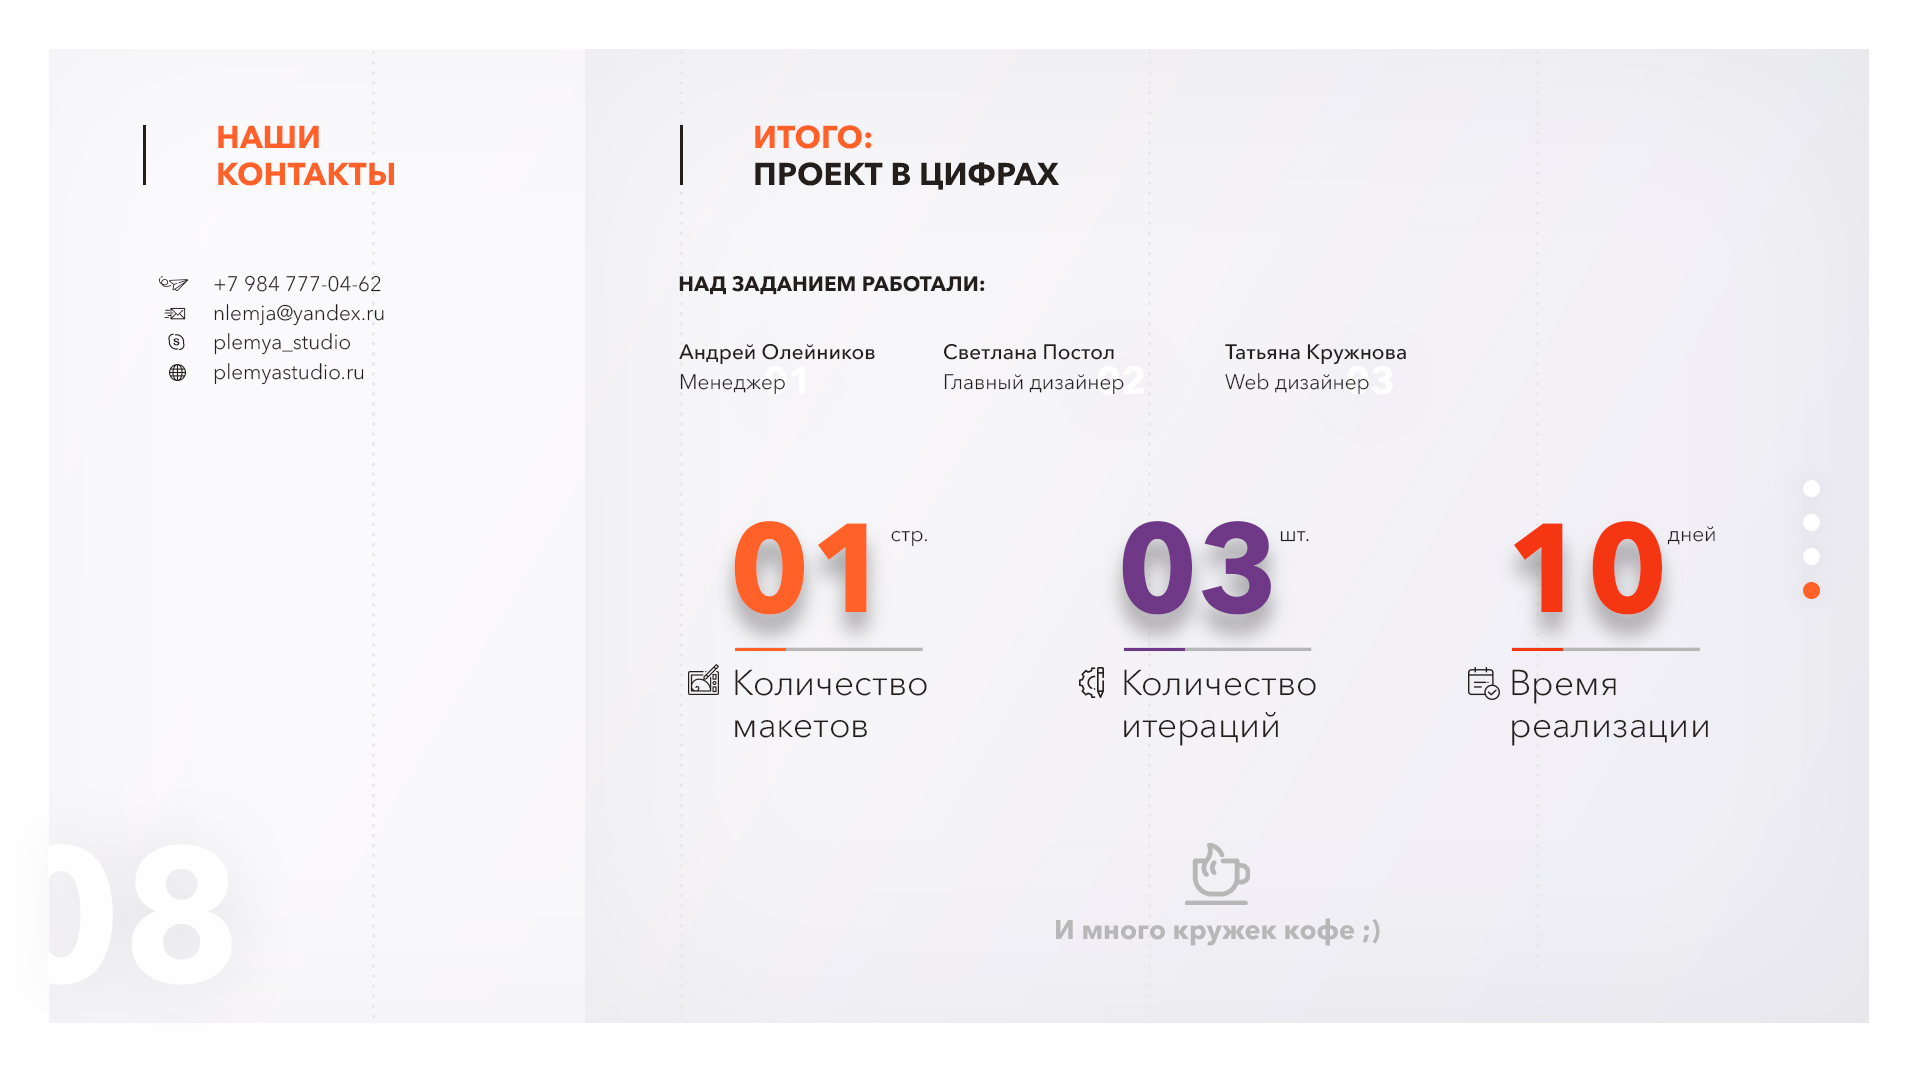 НАШИ
КОНТАКТЫ
+7 984 777-04-62
nlemja@yandex.ru
plemya_studio
plemyastudio.ru
08
ИТОГО:
ПРОЕКТ В ЦИФРАХ
НАД ЗАДАНИЕМ РАБОТАЛИ:
Андрей Олейников
Менеджер
01
Светлана Постол
Главный дизайнер
02
Татьяна Кружнова
Web дизайнер
03
01 стр.
Количество
макетов
03 шт.
Количество
итераций
10 дней
Время
реализации
И много кружек кофе ;)